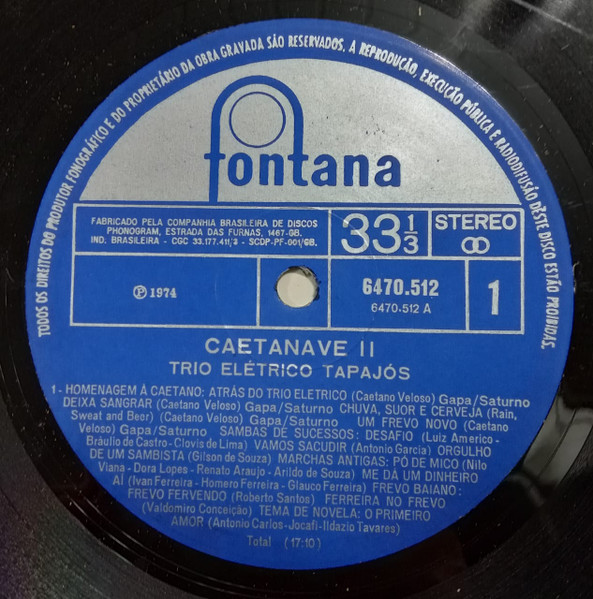 TODOS OS DIREITOS DO PRODUTOR FONOGRÁFICO E DO PROPRIETÁRIO DA OBRA GRAVADA SÃO RESERVADOS. A REPRODUÇÃO, EXECUÇÃO PÚBLICA E RADIODIFUSÃO DÊSTE DISCO ESTÃO PROIBIDAS.
fontana
FABRICADO PELA COMPANHIA BRASILEIRA DE DISCOS
PHONOGRAM, ESTRADA DAS FURNAS, 1467-GB.
IND. BRASILEIRA - CGC 33.177.411/3 - SCDP-PF-001/GB.
33 1/3
STEREO
℗ 1974
6470.512
6470.512 A
1
CAETANAVE II
TRIO ELÉTRICO TAPAJÓS
1 - HOMENAGEM À CAETANO: ATRÁS DO TRIO ELETRICO (Caetano Veloso) Gapa/Saturno
DEIXA SANGRAR (Caetano Veloso) Gapa/Saturno CHUVA, SUOR E CERVEJA (Rain,
Sweat and Beer) (Caetano Veloso) Gapa/Saturno UM FREVO NOVO (Caetano
Veloso) Gapa/Saturno SAMBAS DE SUCESSOS: DESAFIO (Luiz Americo -
Bráulio de Castro - Clovis de Lima) VAMOS SACUDIR (Antonio Garcia) ORGULHO
DE UM SAMBISTA (Gilson de Souza) MARCHAS ANTIGAS: PÓ DE MICO (Nilo
Viana - Dora Lopes - Renato Araujo - Arildo de Souza) ME DÁ UM DINHEIRO
AÍ (Ivan Ferreira - Homero Ferreira - Glauco Ferreira) FREVO BAIANO:
FREVO FERVENDO (Roberto Santos) FERREIRA NO FREVO
(Valdomiro Conceição) TEMA DE NOVELA: O PRIMEIRO
AMOR (Antonio Carlos - Jocafi - Ildazio Tavares)
Total (17:10)